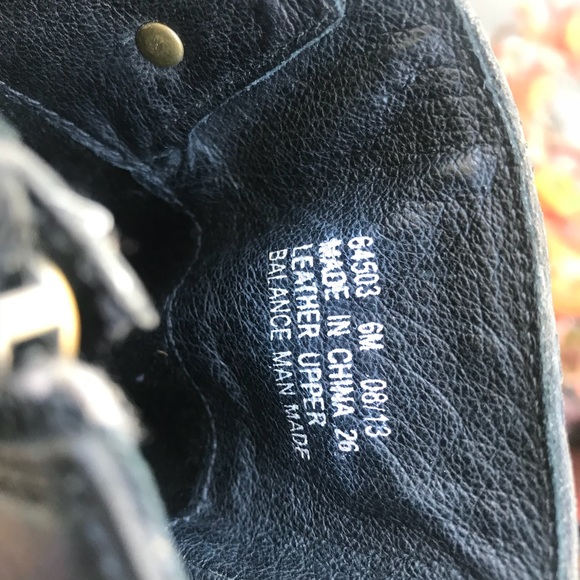 64503 6M 08/13
MADE IN CHINA 26
LEATHER UPPER
BALANCE MAN MADE